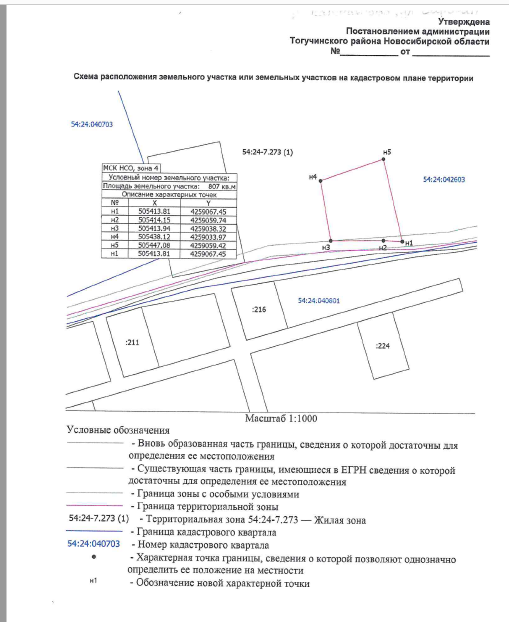 Утверждена
Постановлением администрации
Тогучинского района Новосибирской области
№____________ от ____________
Схема расположения земельного участка или земельных участков на кадастровом плане территории
54:24:040703
54:24-7.273 (1)
н5
н4
54:24:042603
МСК НСО, зона 4
Условный номер земельного участка:
Площадь земельного участка: 807 кв.м
Описание характерных точек
№ X Y
н1 505413.81 4259067.45
н2 505414.15 4259059.74
н3 505413.94 4259038.32
н4 505438.12 4259033.97
н5 505447.08 4259059.42
н1 505413.81 4259067.45
н3
н2
н1
54:24:040801
:216
:211
:224
Масштаб 1:1000
Условные обозначения
- Вновь образованная часть границы, сведения о которой достаточны для
определения ее местоположения
- Существующая часть границы, имеющиеся в ЕГРН сведения о которой
достаточны для определения ее местоположения
- Граница зоны с особыми условиями
- Граница территориальной зоны
54:24-7.273 (1) - Территориальная зона 54:24-7.273 — Жилая зона
- Граница кадастрового квартала
54:24:040703 - Номер кадастрового квартала
- Характерная точка границы, сведения о которой позволяют однозначно
определить ее положение на местности
н1 - Обозначение новой характерной точки